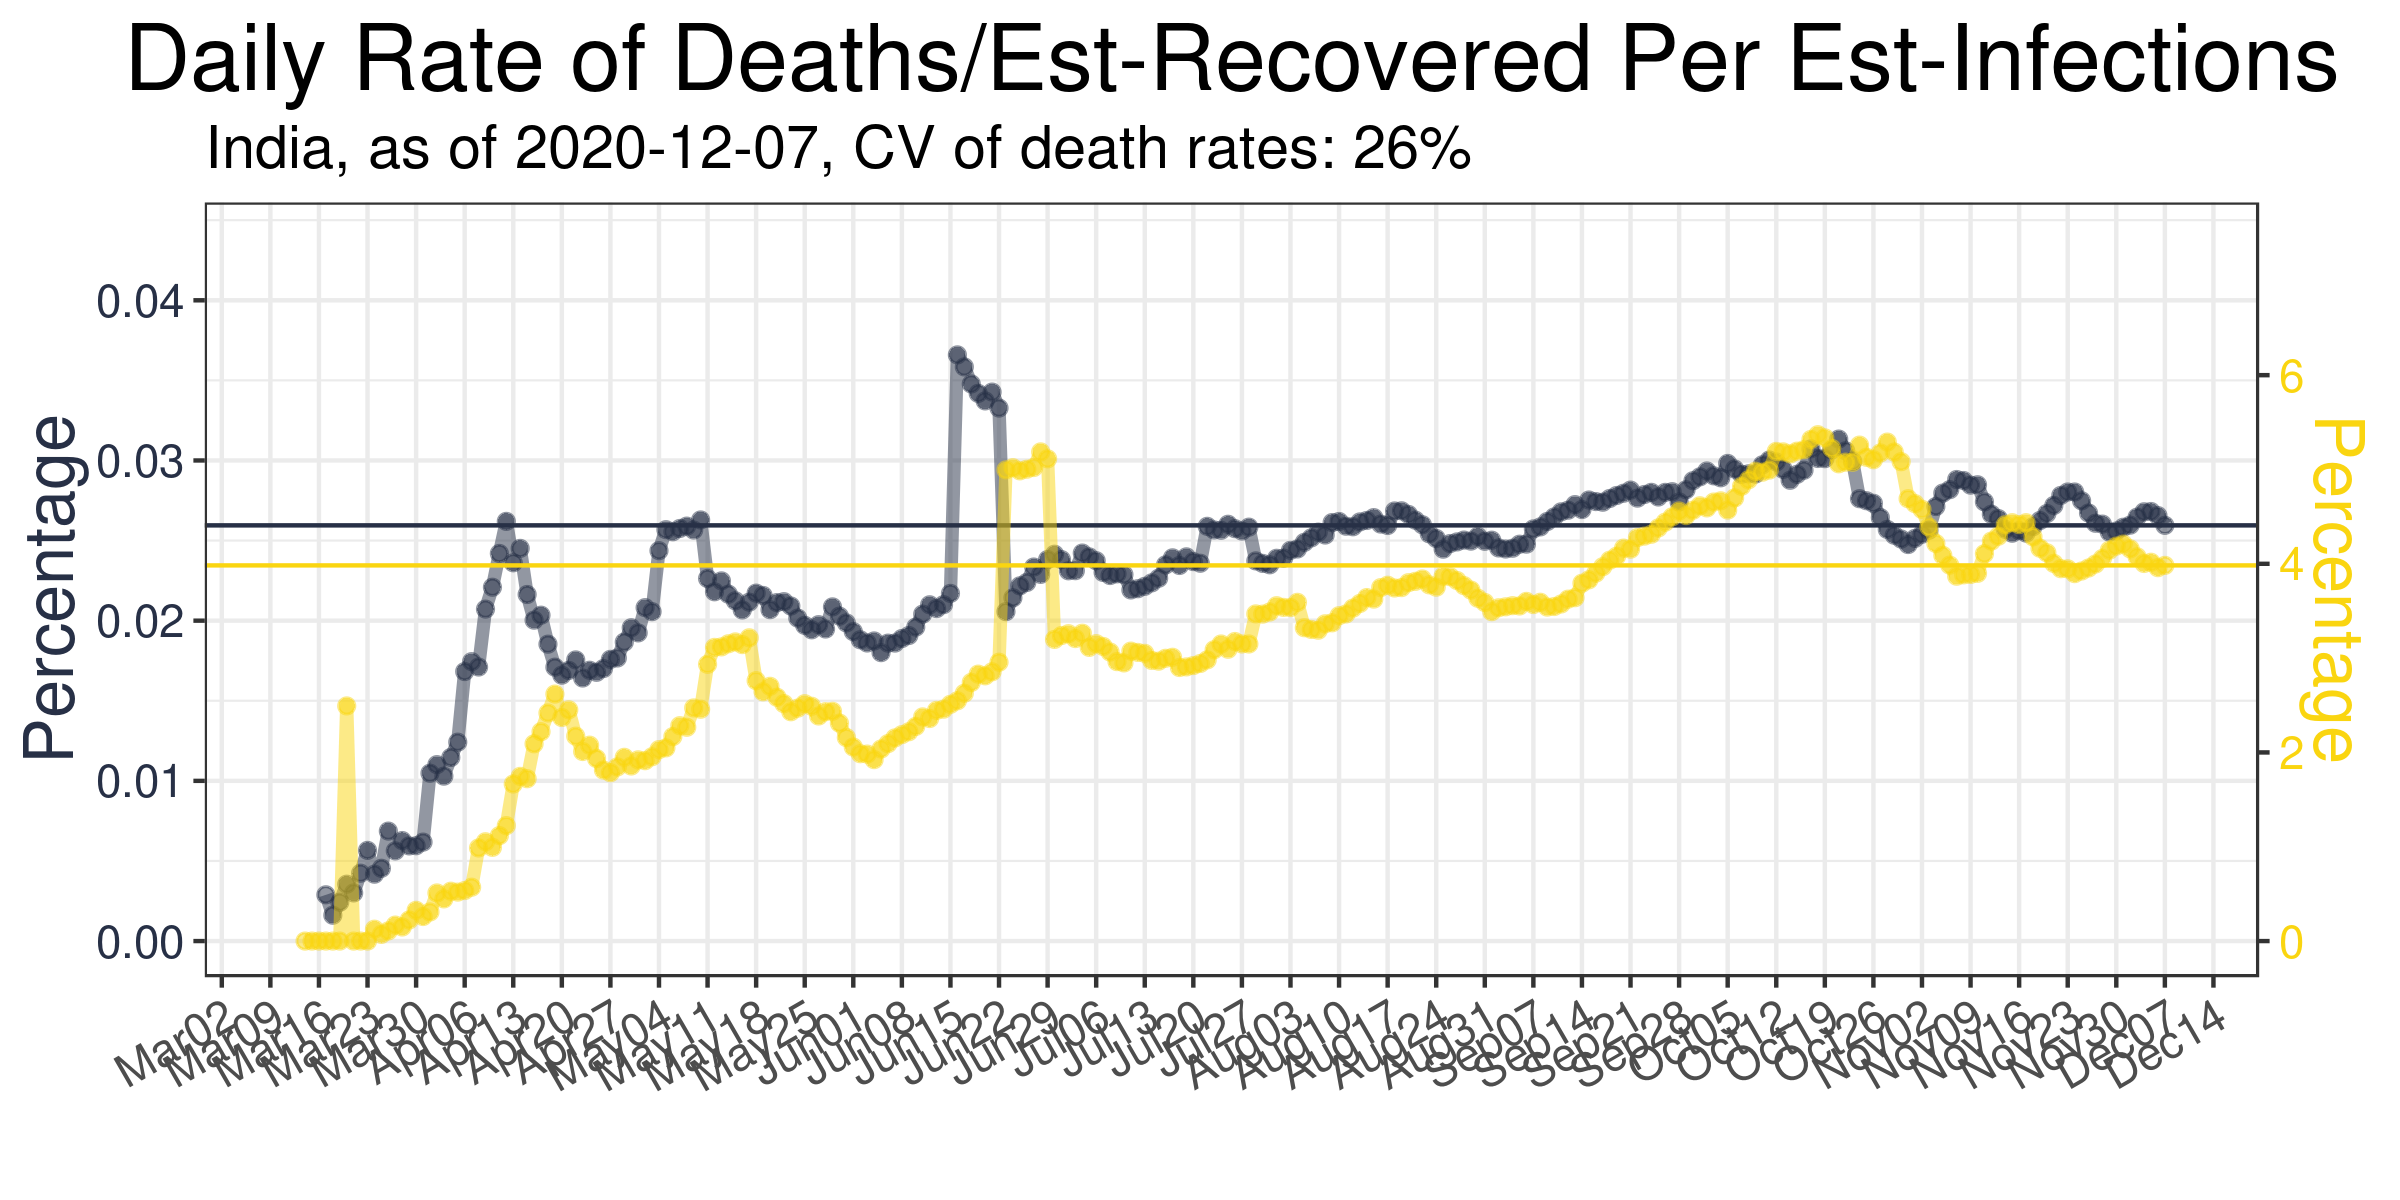 Daily Rate of Deaths/Est-Recovered Per Est-Infections
India, as of 2020-12-07, CV of death rates: 26%
Percentage
0.04
0.03
0.02
0.01
0.00
6
4
2
0
Percentage
Mar02
Mar09
Mar16
Mar23
Mar30
Apr06
Apr13
Apr20
Apr27
May04
May11
May18
May25
Jun01
Jun08
Jun15
Jun22
Jun29
Jul06
Jul13
Jul20
Jul27
Aug03
Aug10
Aug17
Aug24
Aug31
Sep07
Sep14
Sep21
Sep28
Oct05
Oct12
Oct19
Oct26
Nov02
Nov09
Nov16
Nov23
Nov30
Dec07
Dec14